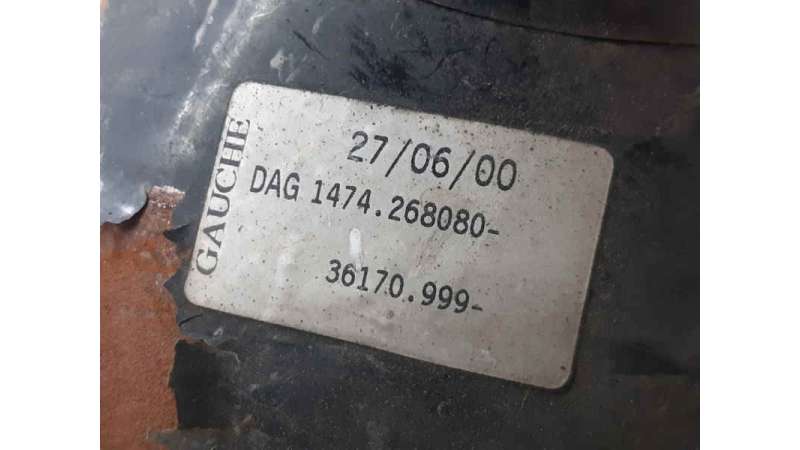 GAUCHE
27/06/00
DAG 1474.268080-
36170.999-